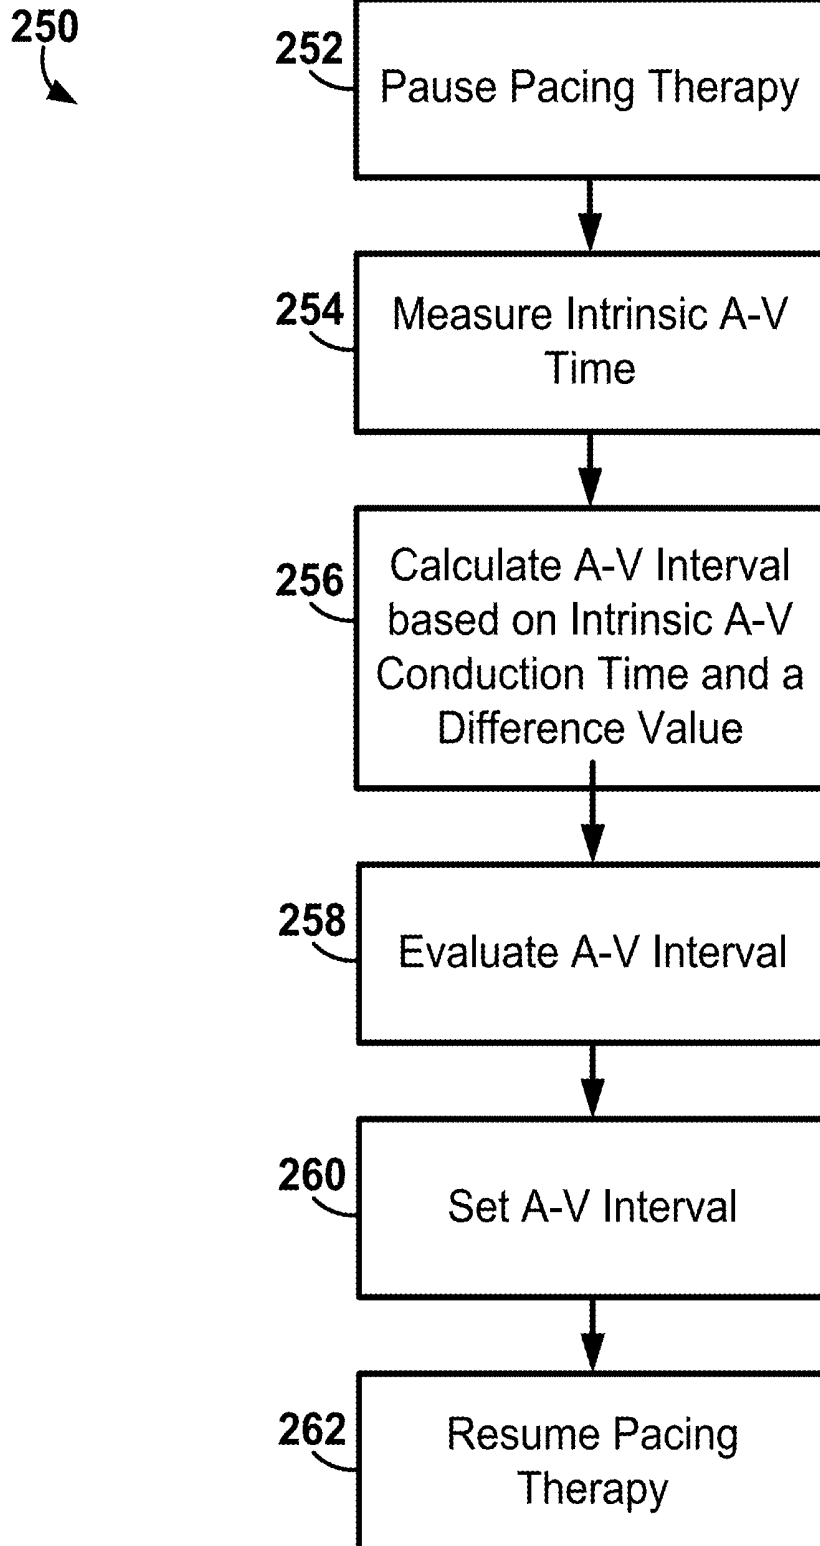 250
252
Pause Pacing Therapy
254
Measure Intrinsic A-V
Time
256
Calculate A-V Interval
based on Intrinsic A-V
Conduction Time and a
Difference Value
258
Evaluate A-V Interval
260
Set A-V Interval
262
Resume Pacing
Therapy